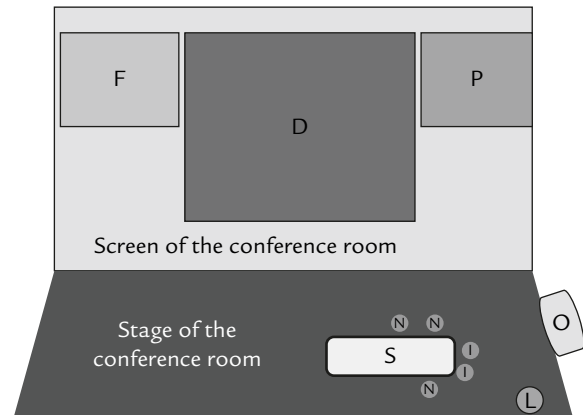 F
D
P
Screen of the conference room
Stage of the
conference room
N N
S
I
I
N
O
L